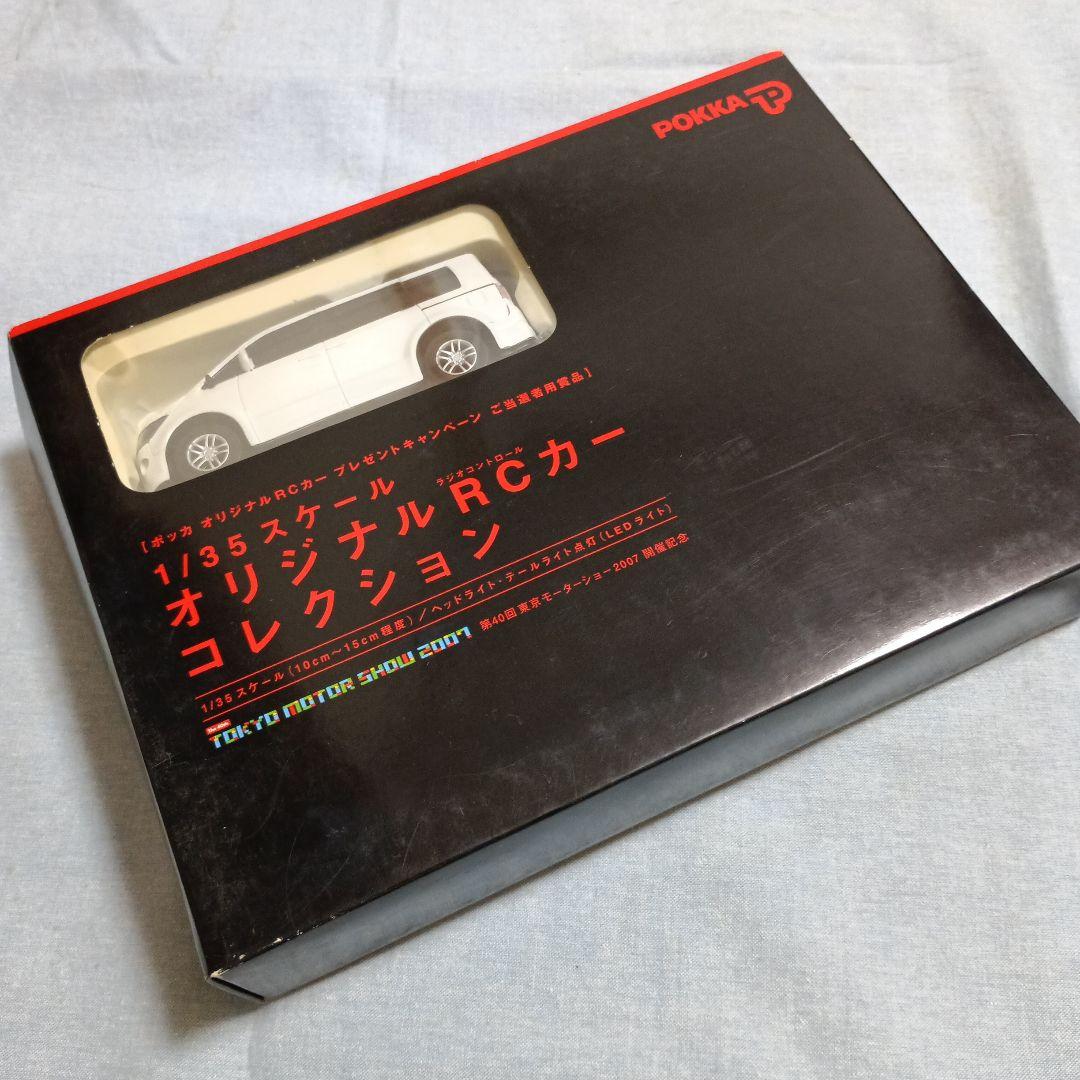 POKKA
[ポッカ オリジナルRCカー プレゼントキャンペーン ご当選者用賞品]
1/35スケール
ラジオコントロール
オリジナルRCカー
コレクション
1/35スケール(10cm〜15cm程度)/ヘッドライト・テールライト点灯(LEDライト)
The 40th
TOKYO MOTOR SHOW 2007 第40回東京モーターショー2007 開催記念